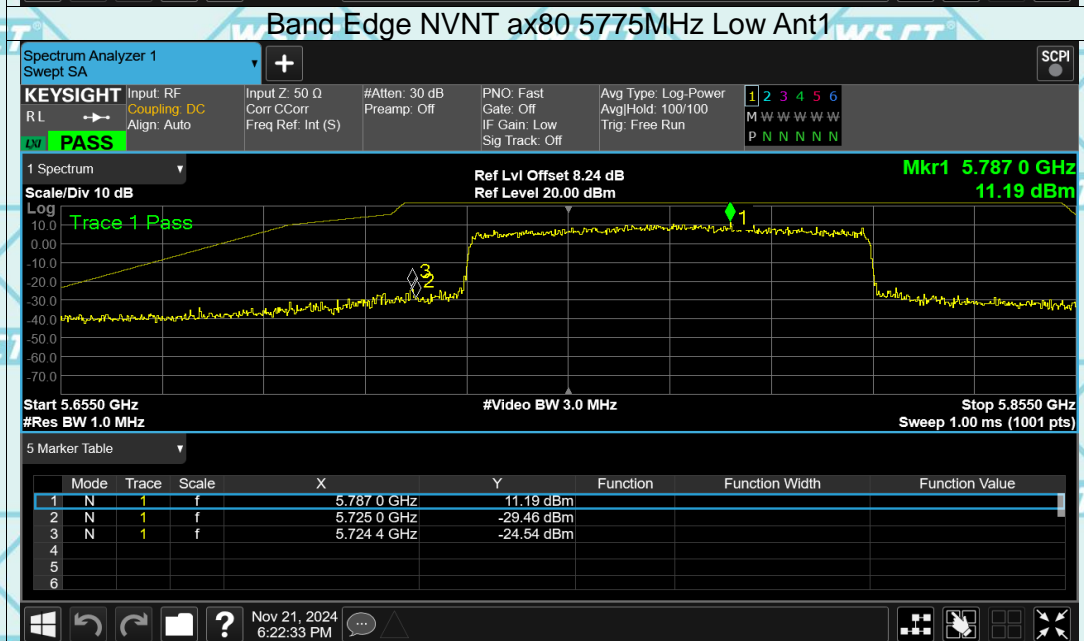 Band Edge NVNT ax80 5775MHz Low Ant1
Spectrum Analyzer 1
Swept SA
+
SCPI
KEYSIGHT Input: RF Input Z: 50 Ω #Atten: 30 dB PNO: Fast Avg Type: Log-Power 1 2 3 4 5 6
RL Coupling: DC Corr CCorr Preamp: Off Gate: Off Avg|Hold: 100/100 M W W W W W
Align: Auto Freq Ref: Int (S) IF Gain: Low Trig: Free Run
LXI PASS Sig Track: Off P N N N N N
1 Spectrum Ref Lvl Offset 8.24 dB Mkr1 5.787 0 GHz
Scale/Div 10 dB Ref Level 20.00 dBm 11.19 dBm
Log
Trace 1 Pass
10.0
0.00
-10.0
-20.0
-30.0
-40.0
-50.0
-60.0
-70.0
1
3
2
Start 5.6550 GHz #Video BW 3.0 MHz Stop 5.8550 GHz
#Res BW 1.0 MHz Sweep 1.00 ms (1001 pts)
5 Marker Table
Mode Trace Scale X Y Function Function Width Function Value
1 N 1 f 5.787 0 GHz 11.19 dBm
2 N 1 f 5.725 0 GHz -29.46 dBm
3 N 1 f 5.724 4 GHz -24.54 dBm
4
5
6
? Nov 21, 2024
6:22:33 PM